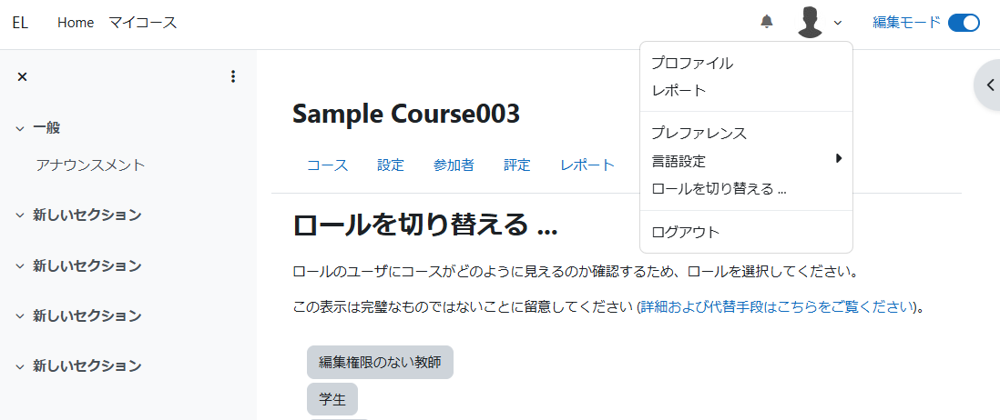 EL Home マイコース 編集モード
プロファイル
レポート
プレファレンス
言語設定
ロールを切り替える ...
ログアウト
一般
アナウンスメント
新しいセクション
新しいセクション
新しいセクション
新しいセクション
Sample Course003
コース 設定 参加者 評定 レポート
ロールを切り替える ...
ロールのユーザにコースがどのように見えるのか確認するため、ロールを選択してください。
この表示は完璧なものではないことに留意してください (詳細および代替手段はこちらをご覧ください)。
編集権限のない教師
学生